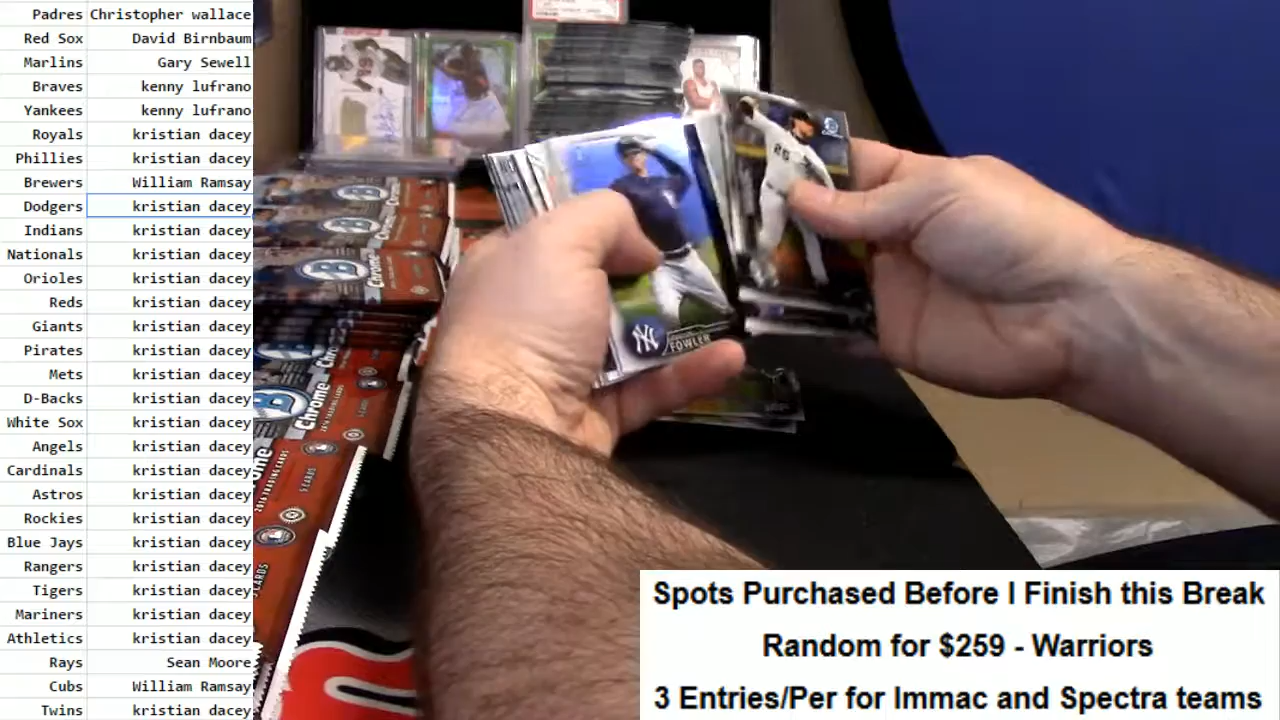 Padres Christopher wallace
Red Sox David Birnbaum
Marlins Gary Sewell
Braves kenny lufrano
Yankees kenny lufrano
Royals kristian dacey
Phillies kristian dacey
Brewers William Ramsay
Dodgers kristian dacey
Indians kristian dacey
Nationals kristian dacey
Orioles kristian dacey
Reds kristian dacey
Giants kristian dacey
Pirates kristian dacey
Mets kristian dacey
D-Backs kristian dacey
White Sox kristian dacey
Angels kristian dacey
Cardinals kristian dacey
Astros kristian dacey
Rockies kristian dacey
Blue Jays kristian dacey
Rangers kristian dacey
Tigers kristian dacey
Mariners kristian dacey
Athletics kristian dacey
Rays Sean Moore
Cubs William Ramsay
Twins kristian dacey
26
NY
FOWLER
Chrome
Chrome
Spots Purchased Before I Finish this Break
Random for $259 - Warriors
3 Entries/Per for Immac and Spectra teams